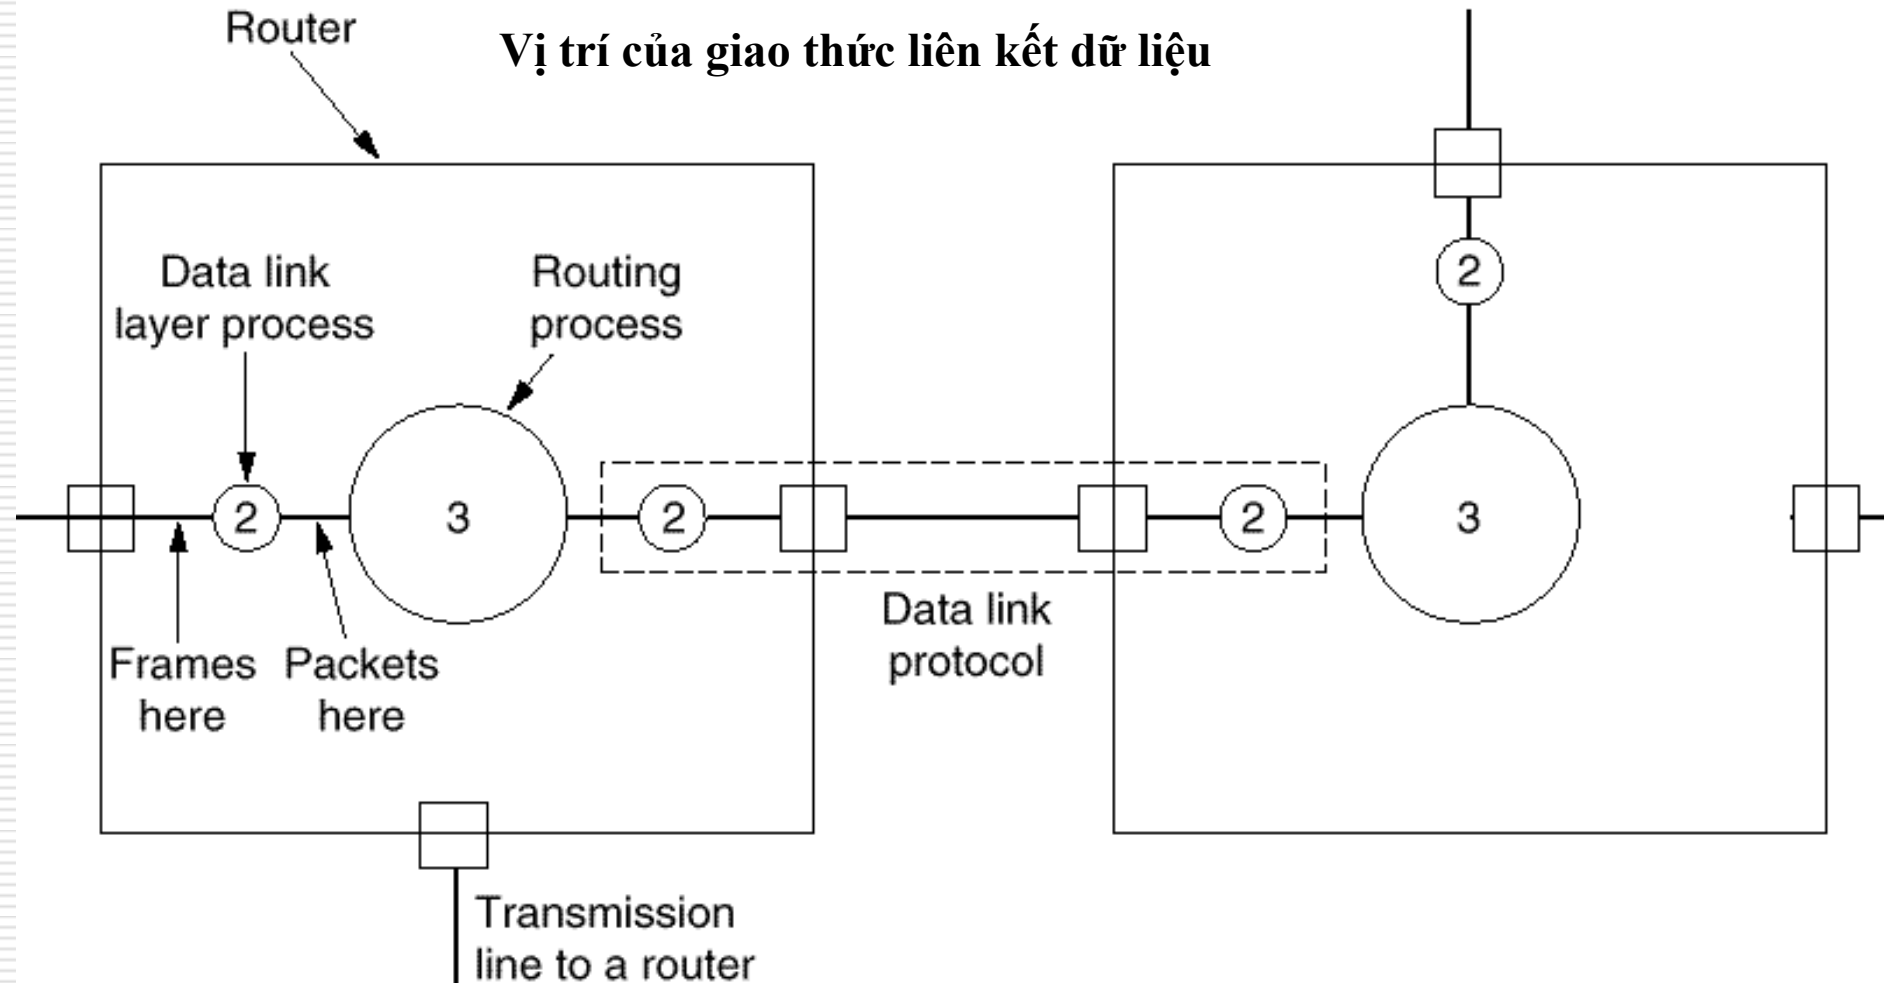 Router
Vị trí của giao thức liên kết dữ liệu
Data link
layer process
Routing
process
2
2
3
2
2
3
Data link
protocol
Frames
here
Packets
here
Transmission
line to a router